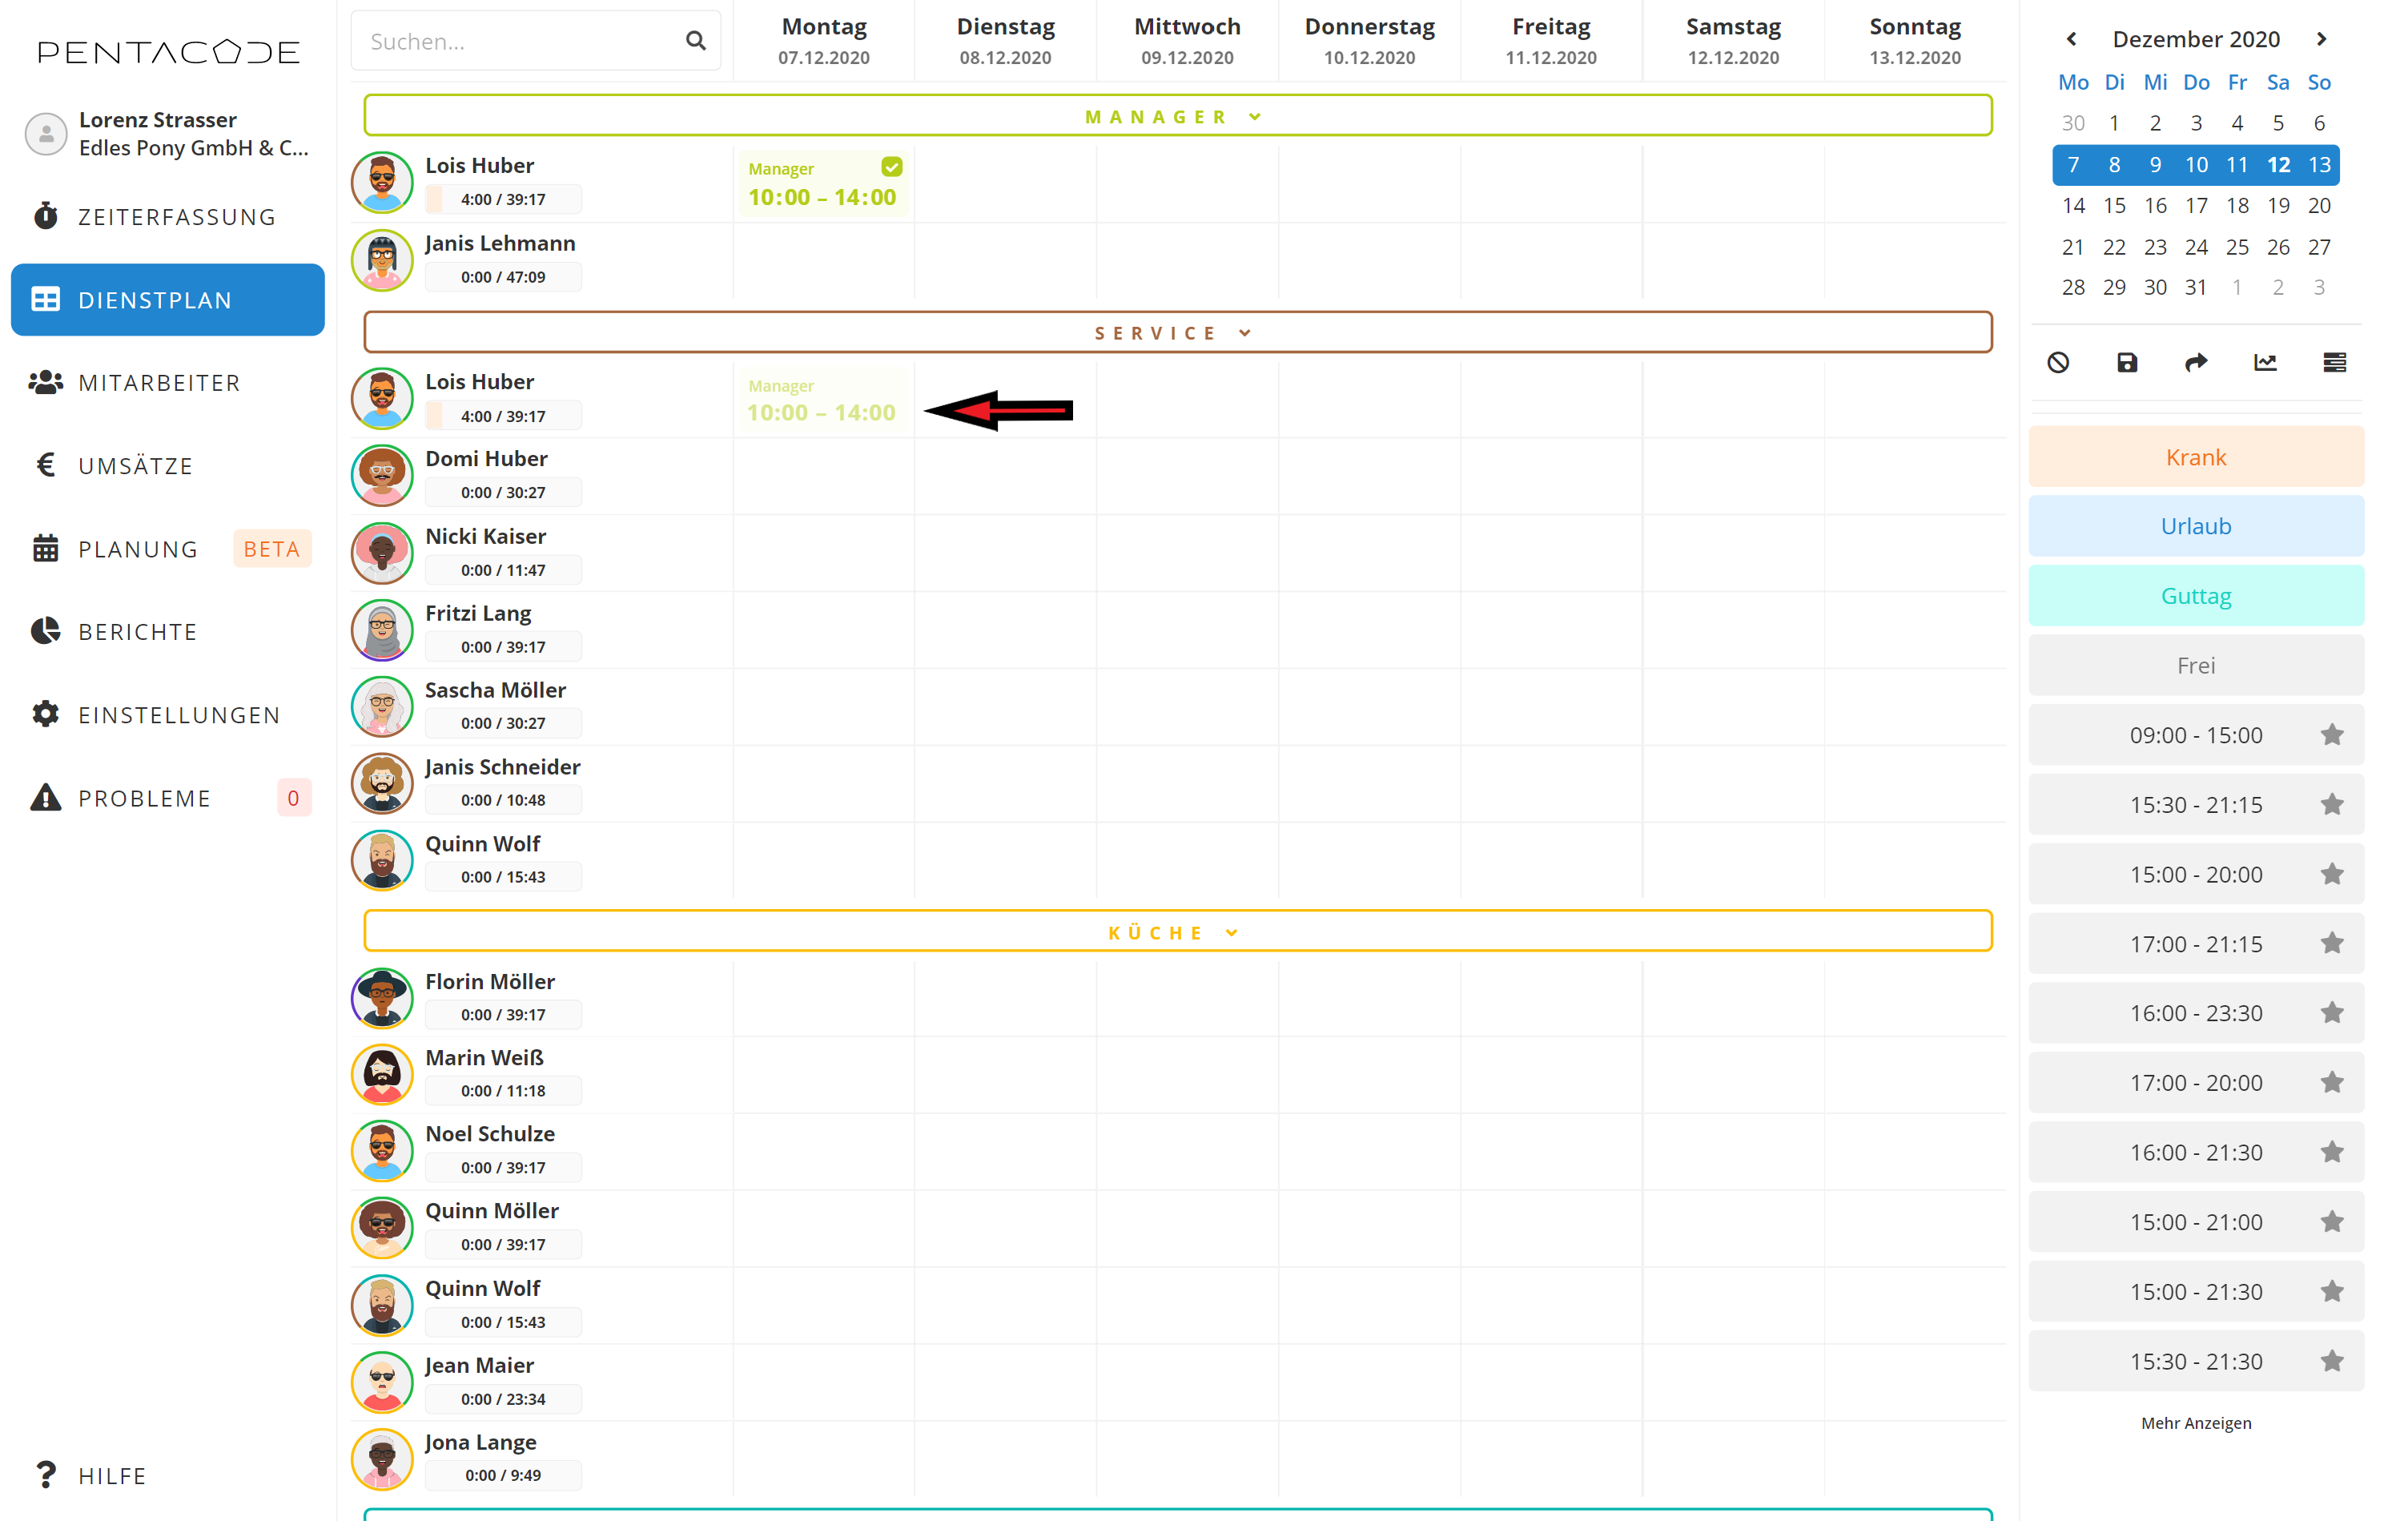 PENTACODE
Lorenz Strasser
Edles Pony GmbH & C...
ZEITERFASSUNG
DIENSTPLAN
MITARBEITER
UMSÄTZE
PLANUNG BETA
BERICHTE
EINSTELLUNGEN
PROBLEME 0
HILFE
Suchen...
Montag Dienstag Mittwoch Donnerstag Freitag Samstag Sonntag
07.12.2020 08.12.2020 09.12.2020 10.12.2020 11.12.2020 12.12.2020 13.12.2020
MANAGER
Lois Huber
4:00 / 39:17
Manager
10:00 – 14:00
Janis Lehmann
0:00 / 47:09
SERVICE
Lois Huber
4:00 / 39:17
Manager
10:00 – 14:00
Domi Huber
0:00 / 30:27
Nicki Kaiser
0:00 / 11:47
Fritzi Lang
0:00 / 39:17
Sascha Möller
0:00 / 30:27
Janis Schneider
0:00 / 10:48
Quinn Wolf
0:00 / 15:43
KÜCHE
Florin Möller
0:00 / 39:17
Marin Weiß
0:00 / 11:18
Noel Schulze
0:00 / 39:17
Quinn Möller
0:00 / 39:17
Quinn Wolf
0:00 / 15:43
Jean Maier
0:00 / 23:34
Jona Lange
0:00 / 9:49
Dezember 2020
Mo Di Mi Do Fr Sa So
30 1 2 3 4 5 6
7 8 9 10 11 12 13
14 15 16 17 18 19 20
21 22 23 24 25 26 27
28 29 30 31 1 2 3
Krank
Urlaub
Guttag
Frei
09:00 - 15:00
15:30 - 21:15
15:00 - 20:00
17:00 - 21:15
16:00 - 23:30
17:00 - 20:00
16:00 - 21:30
15:00 - 21:00
15:00 - 21:30
15:30 - 21:30
Mehr Anzeigen